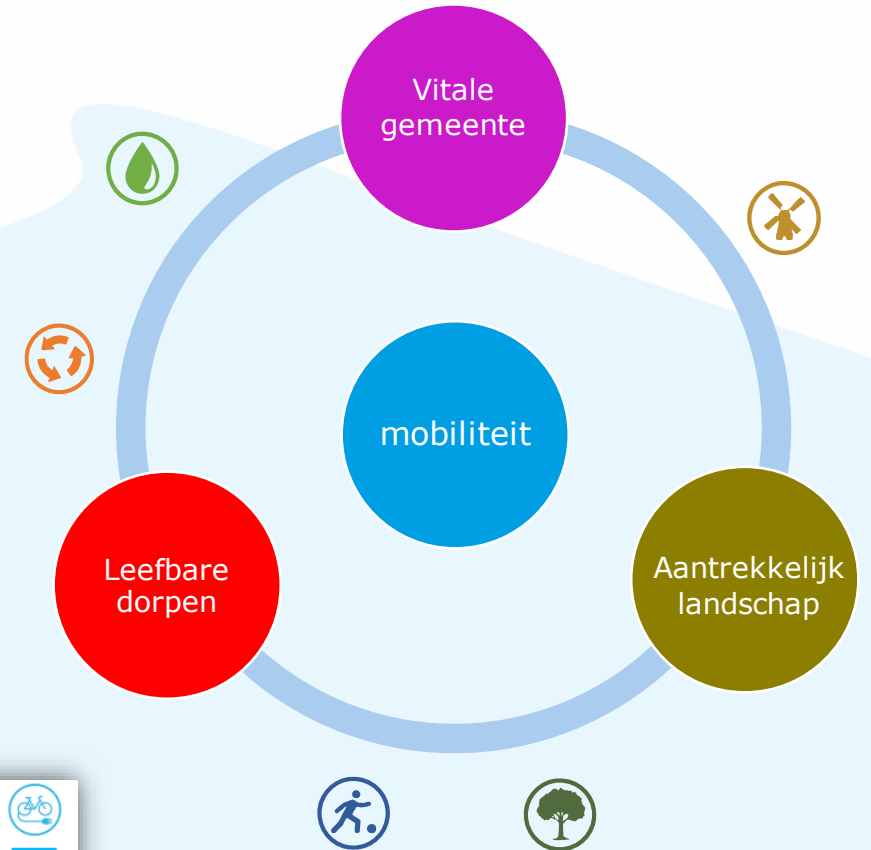 Vitale
gemeente
mobiliteit
Leefbare
dorpen
Aantrekkelijk
landschap